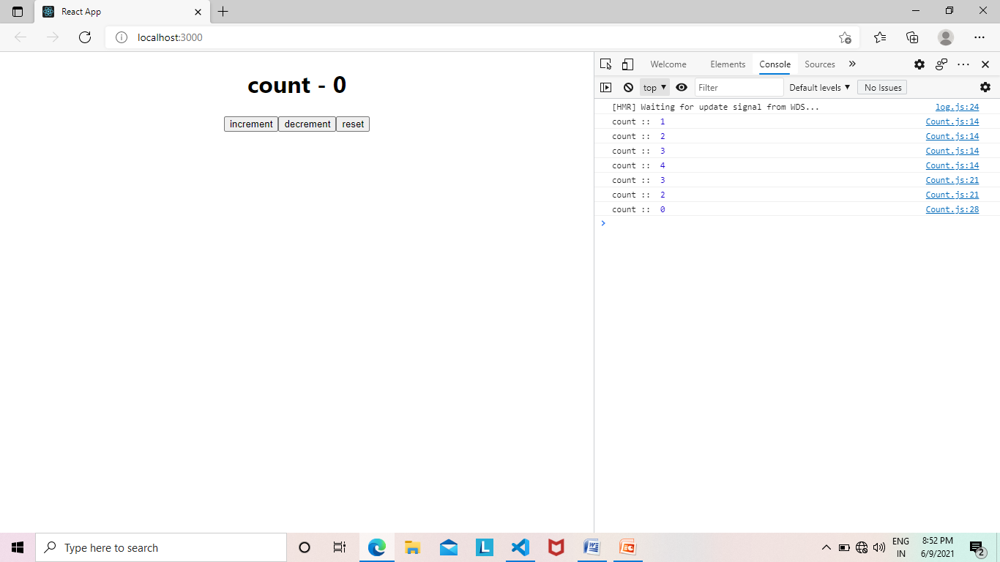 React App
localhost:3000
count - 0
increment decrement reset
Welcome Elements Console Sources
top Filter Default levels No Issues
[HMR] Waiting for update signal from WDS... log.js:24
count :: 1 Count.js:14
count :: 2 Count.js:14
count :: 3 Count.js:14
count :: 4 Count.js:14
count :: 3 Count.js:21
count :: 2 Count.js:21
count :: 0 Count.js:28
Type here to search
L
W
ENG
IN
8:52 PM
6/9/2021
2